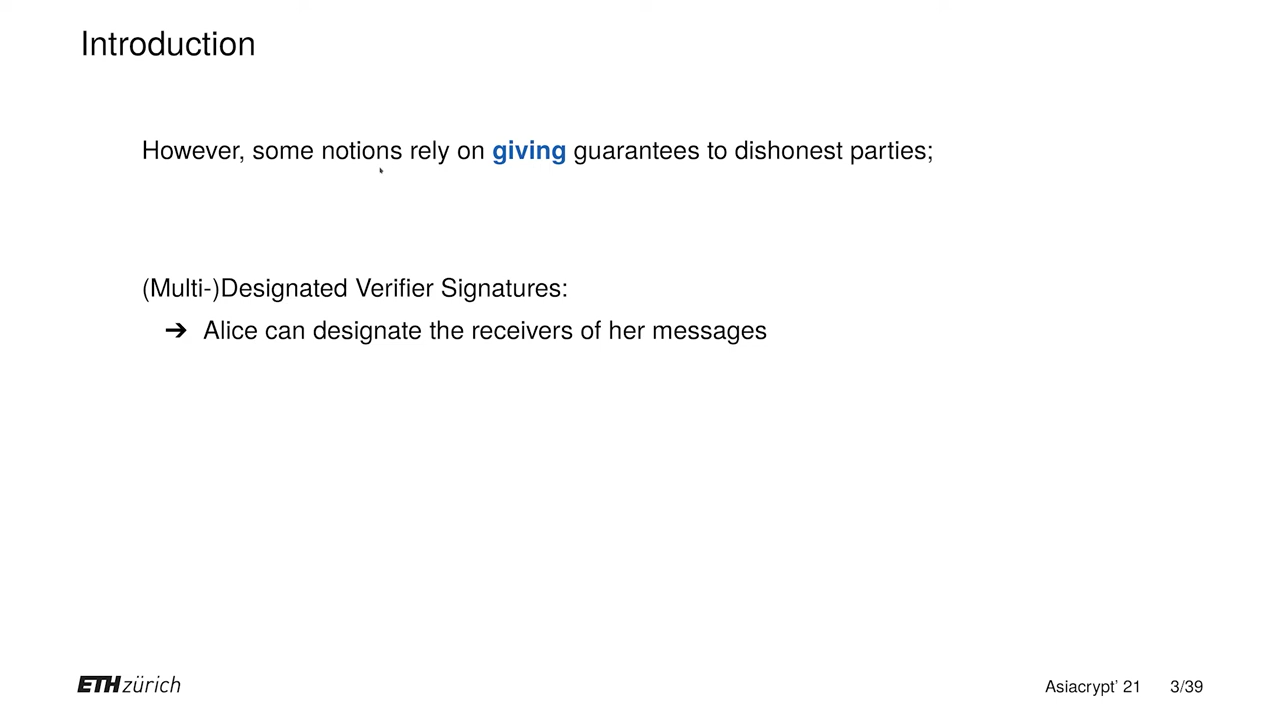 Introduction
However, some notions rely on giving guarantees to dishonest parties;
(Multi-)Designated Verifier Signatures:
➔ Alice can designate the receivers of her messages
ETH zürich
Asiacrypt' 21 3/39